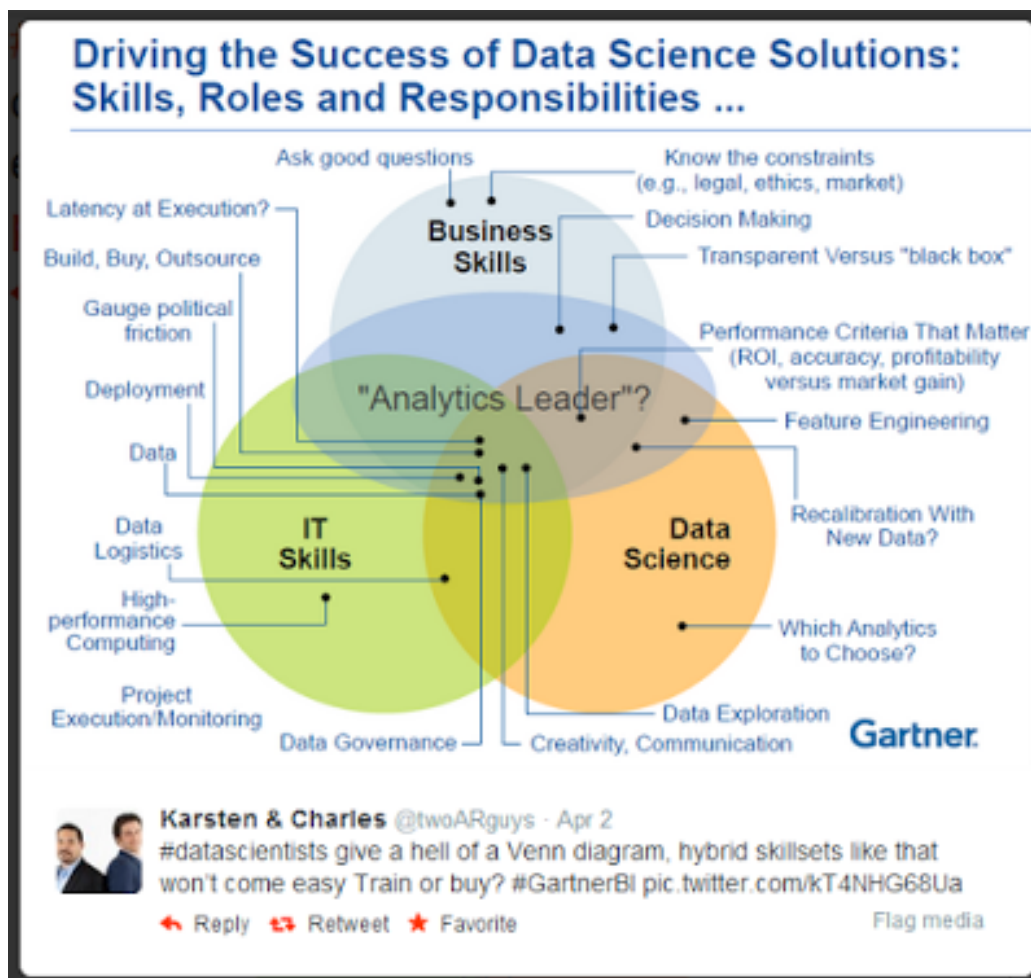 Driving the Success of Data Science Solutions:
Skills, Roles and Responsibilities ...
Ask good questions
Know the constraints
(e.g., legal, ethics, market)
Latency at Execution?
Decision Making
Business
Skills
Build, Buy, Outsource
Transparent Versus "black box"
Gauge political
friction
Performance Criteria That Matter
(ROI, accuracy, profitability
versus market gain)
Deployment
"Analytics Leader"?
Feature Engineering
Data
IT
Skills
Data
Science
Recalibration With
New Data?
Data
Logistics
High-
performance
Computing
Which Analytics
to Choose?
Project
Execution/Monitoring
Data Exploration
Data Governance
Creativity, Communication
Gartner.
Karsten & Charles @twoARguys · Apr 2
#datascientists give a hell of a Venn diagram, hybrid skillsets like that
won't come easy Train or buy? #GartnerBI pic.twitter.com/kT4NHG68Ua
Reply Retweet Favorite
Flag media